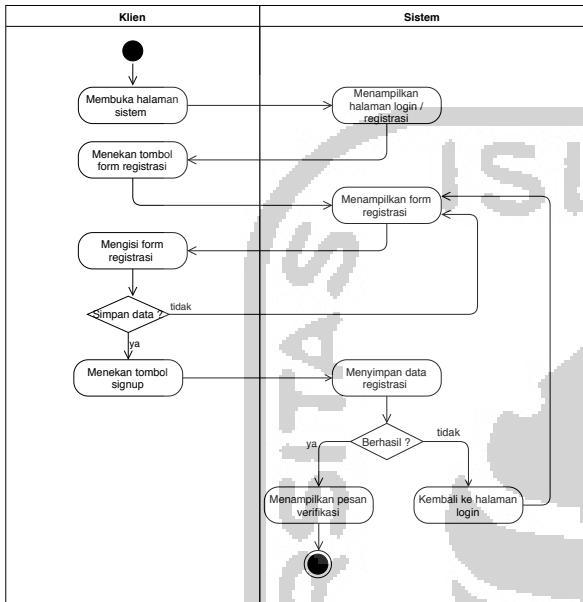 Klien
Sistem
Membuka halaman
sistem
Menampilkan
halaman login /
registrasi
Menekan tombol
form registrasi
Menampilkan form
registrasi
Mengisi form
registrasi
Simpan data ?
tidak
ya
Menekan tombol
signup
Menyimpan data
registrasi
Berhasil ?
ya
tidak
Menampilkan pesan
verifikasi
Kembali ke halaman
login